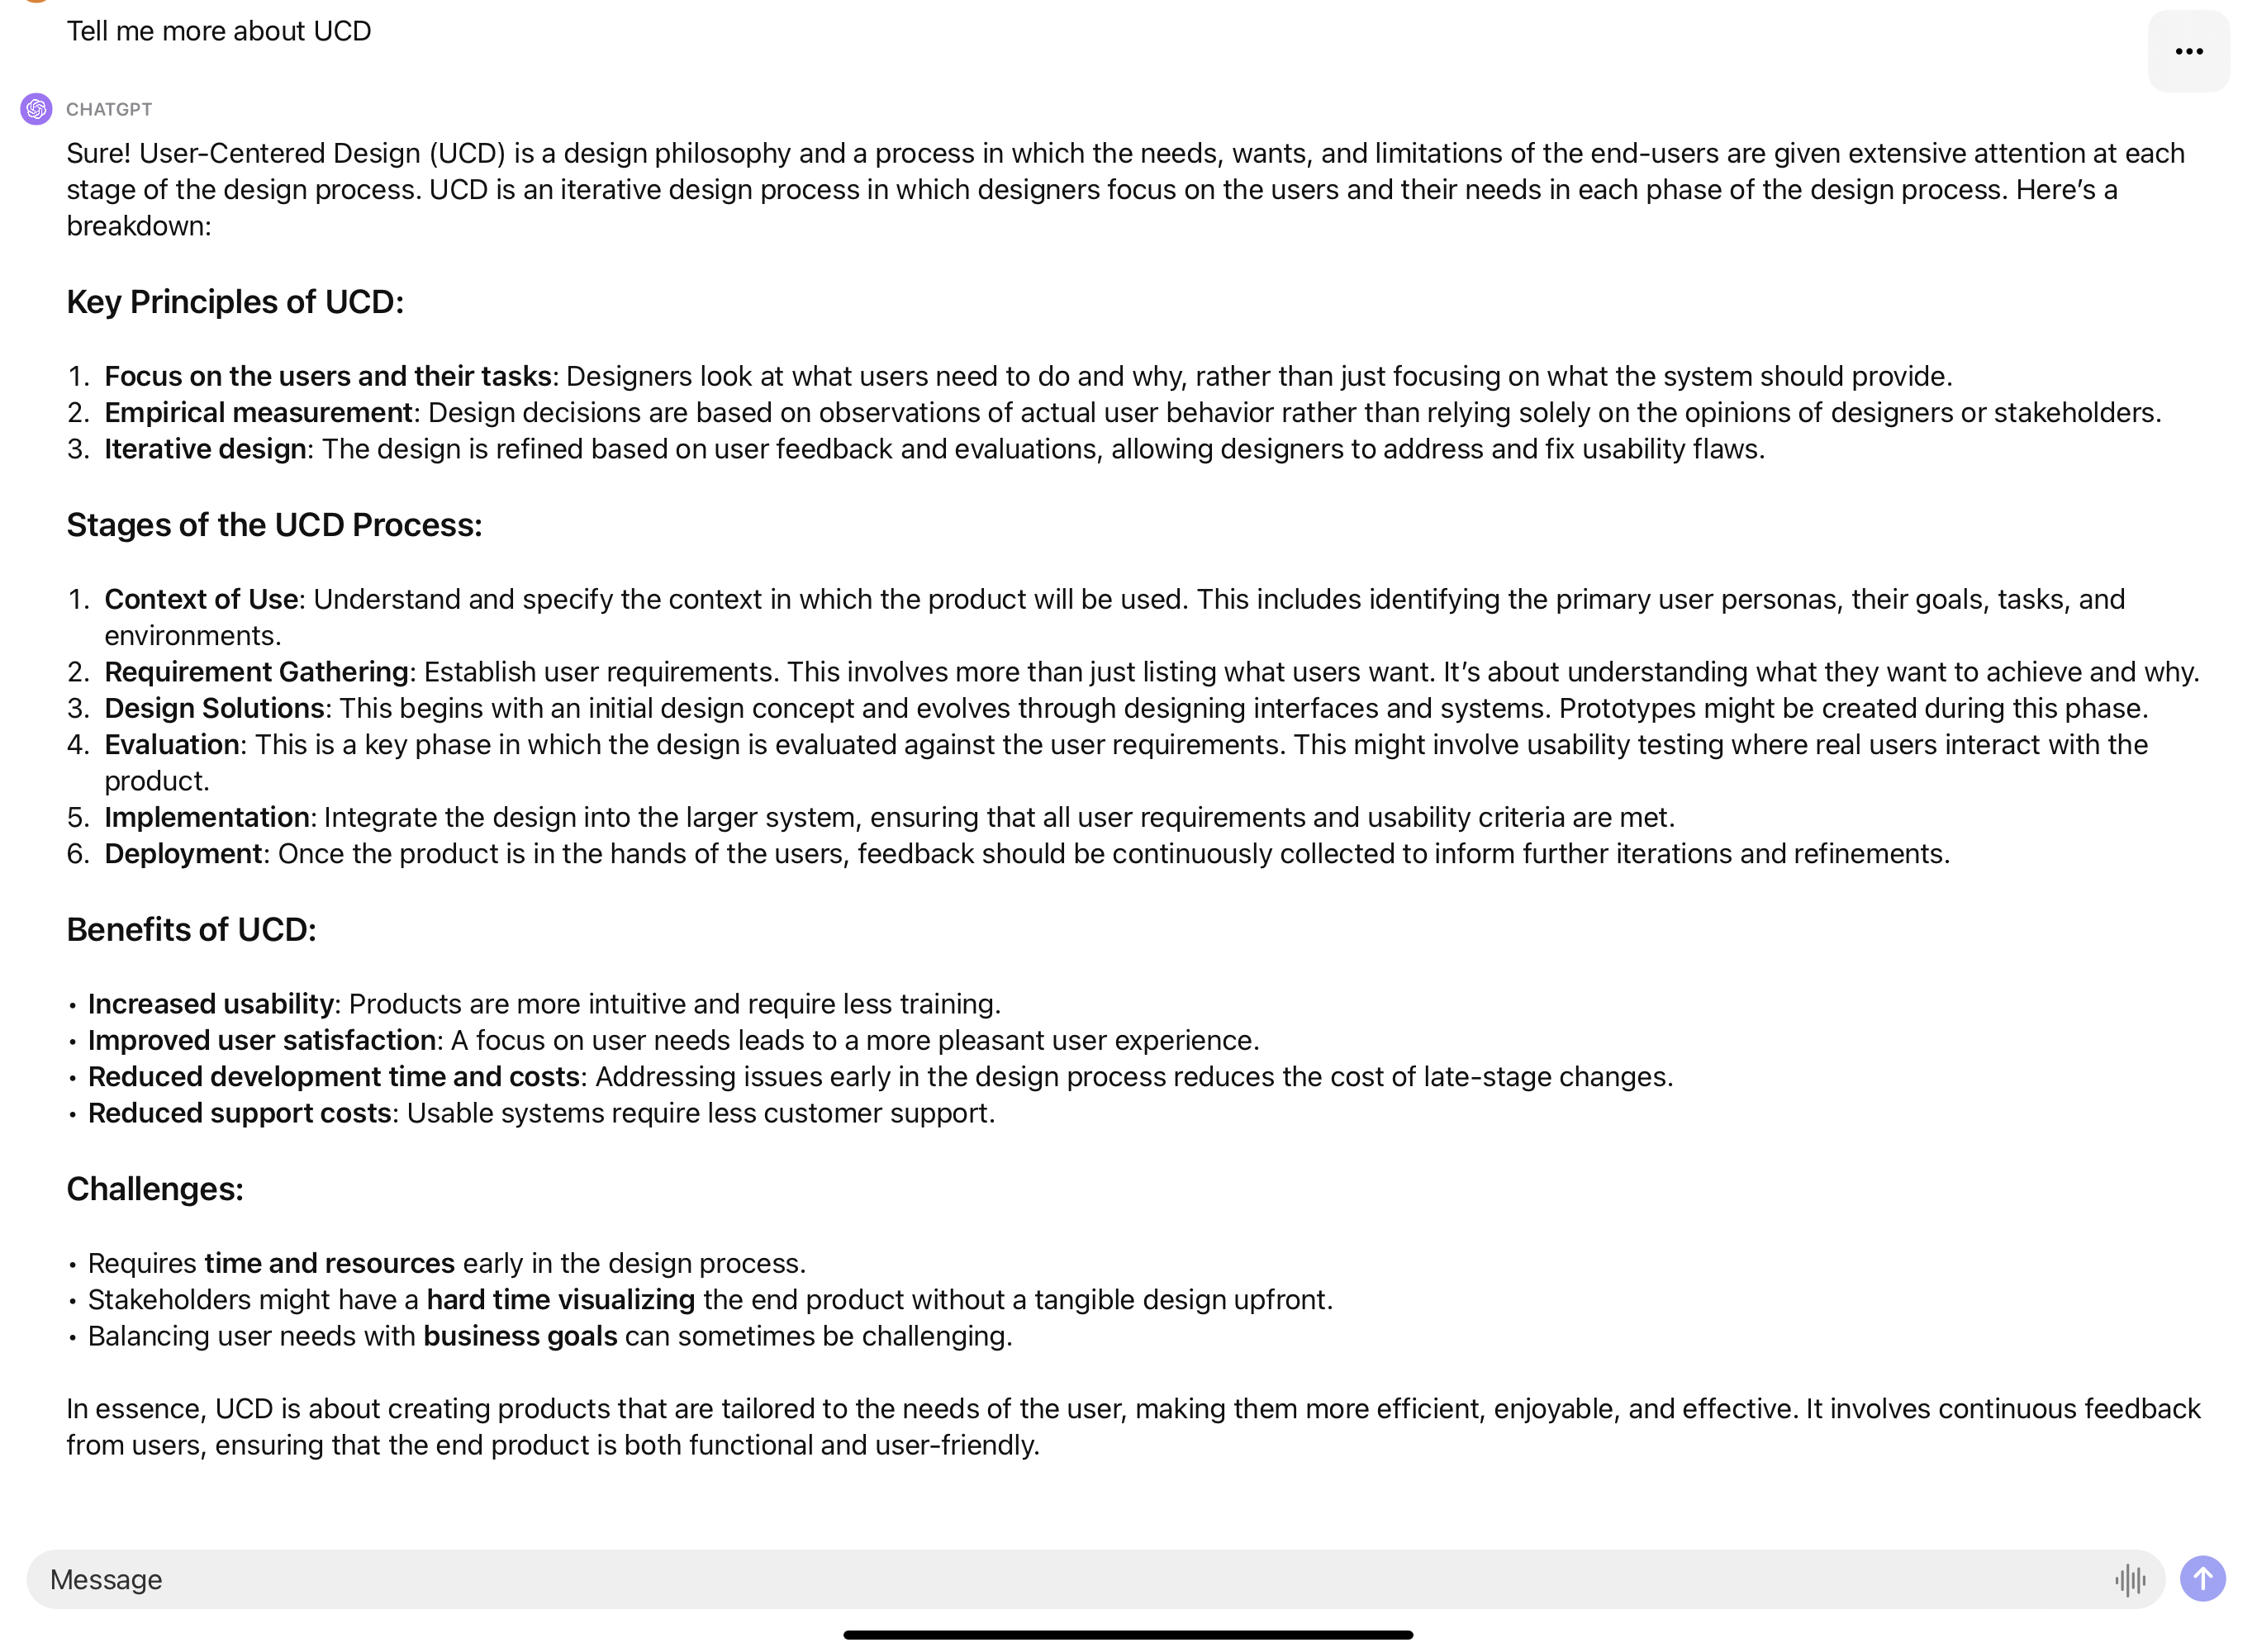 Tell me more about UCD
CHATGPT
Sure! User-Centered Design (UCD) is a design philosophy and a process in which the needs, wants, and limitations of the end-users are given extensive attention at each
stage of the design process. UCD is an iterative design process in which designers focus on the users and their needs in each phase of the design process. Here’s a
breakdown:
Key Principles of UCD:
1. Focus on the users and their tasks: Designers look at what users need to do and why, rather than just focusing on what the system should provide.
2. Empirical measurement: Design decisions are based on observations of actual user behavior rather than relying solely on the opinions of designers or stakeholders.
3. Iterative design: The design is refined based on user feedback and evaluations, allowing designers to address and fix usability flaws.
Stages of the UCD Process:
1. Context of Use: Understand and specify the context in which the product will be used. This includes identifying the primary user personas, their goals, tasks, and
environments.
2. Requirement Gathering: Establish user requirements. This involves more than just listing what users want. It’s about understanding what they want to achieve and why.
3. Design Solutions: This begins with an initial design concept and evolves through designing interfaces and systems. Prototypes might be created during this phase.
4. Evaluation: This is a key phase in which the design is evaluated against the user requirements. This might involve usability testing where real users interact with the
product.
5. Implementation: Integrate the design into the larger system, ensuring that all user requirements and usability criteria are met.
6. Deployment: Once the product is in the hands of the users, feedback should be continuously collected to inform further iterations and refinements.
Benefits of UCD:
• Increased usability: Products are more intuitive and require less training.
• Improved user satisfaction: A focus on user needs leads to a more pleasant user experience.
• Reduced development time and costs: Addressing issues early in the design process reduces the cost of late-stage changes.
• Reduced support costs: Usable systems require less customer support.
Challenges:
• Requires time and resources early in the design process.
• Stakeholders might have a hard time visualizing the end product without a tangible design upfront.
• Balancing user needs with business goals can sometimes be challenging.
In essence, UCD is about creating products that are tailored to the needs of the user, making them more efficient, enjoyable, and effective. It involves continuous feedback
from users, ensuring that the end product is both functional and user-friendly.
Message